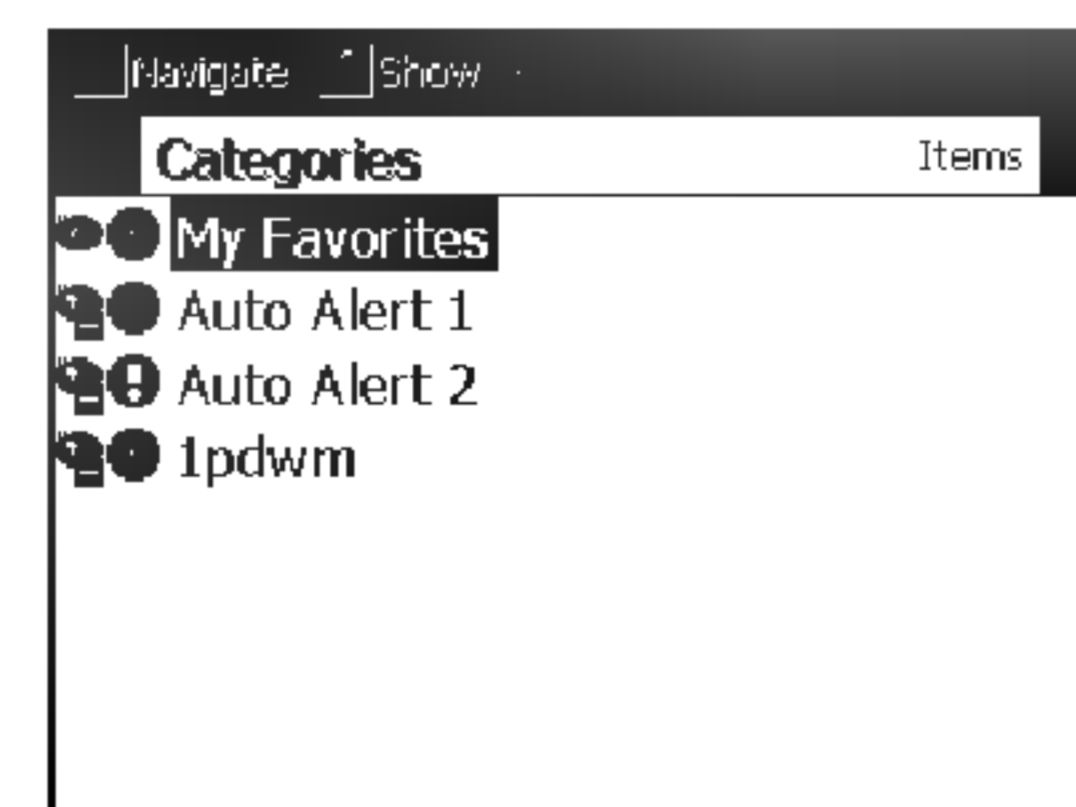 Navigate Show
Categories Items
My Favorites
Auto Alert 1
Auto Alert 2
1pdwm